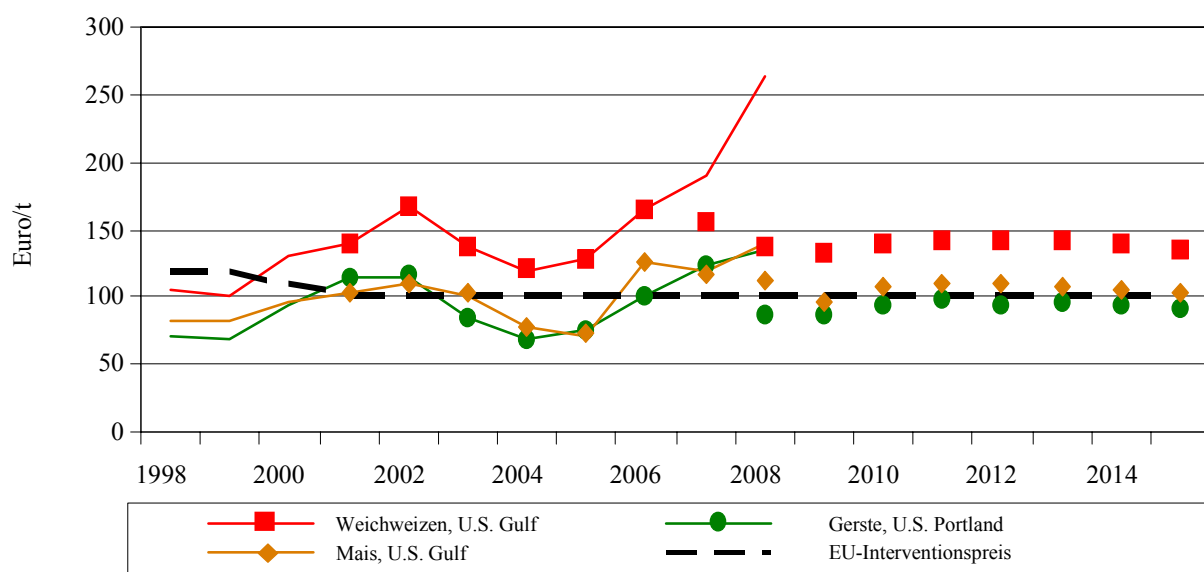 300
250
200
150
100
50
0
Euro/t
1998 2000 2002 2004 2006 2008 2010 2012 2014
Weichweizen, U.S. Gulf Gerste, U.S. Portland
Mais, U.S. Gulf EU-Interventionspreis